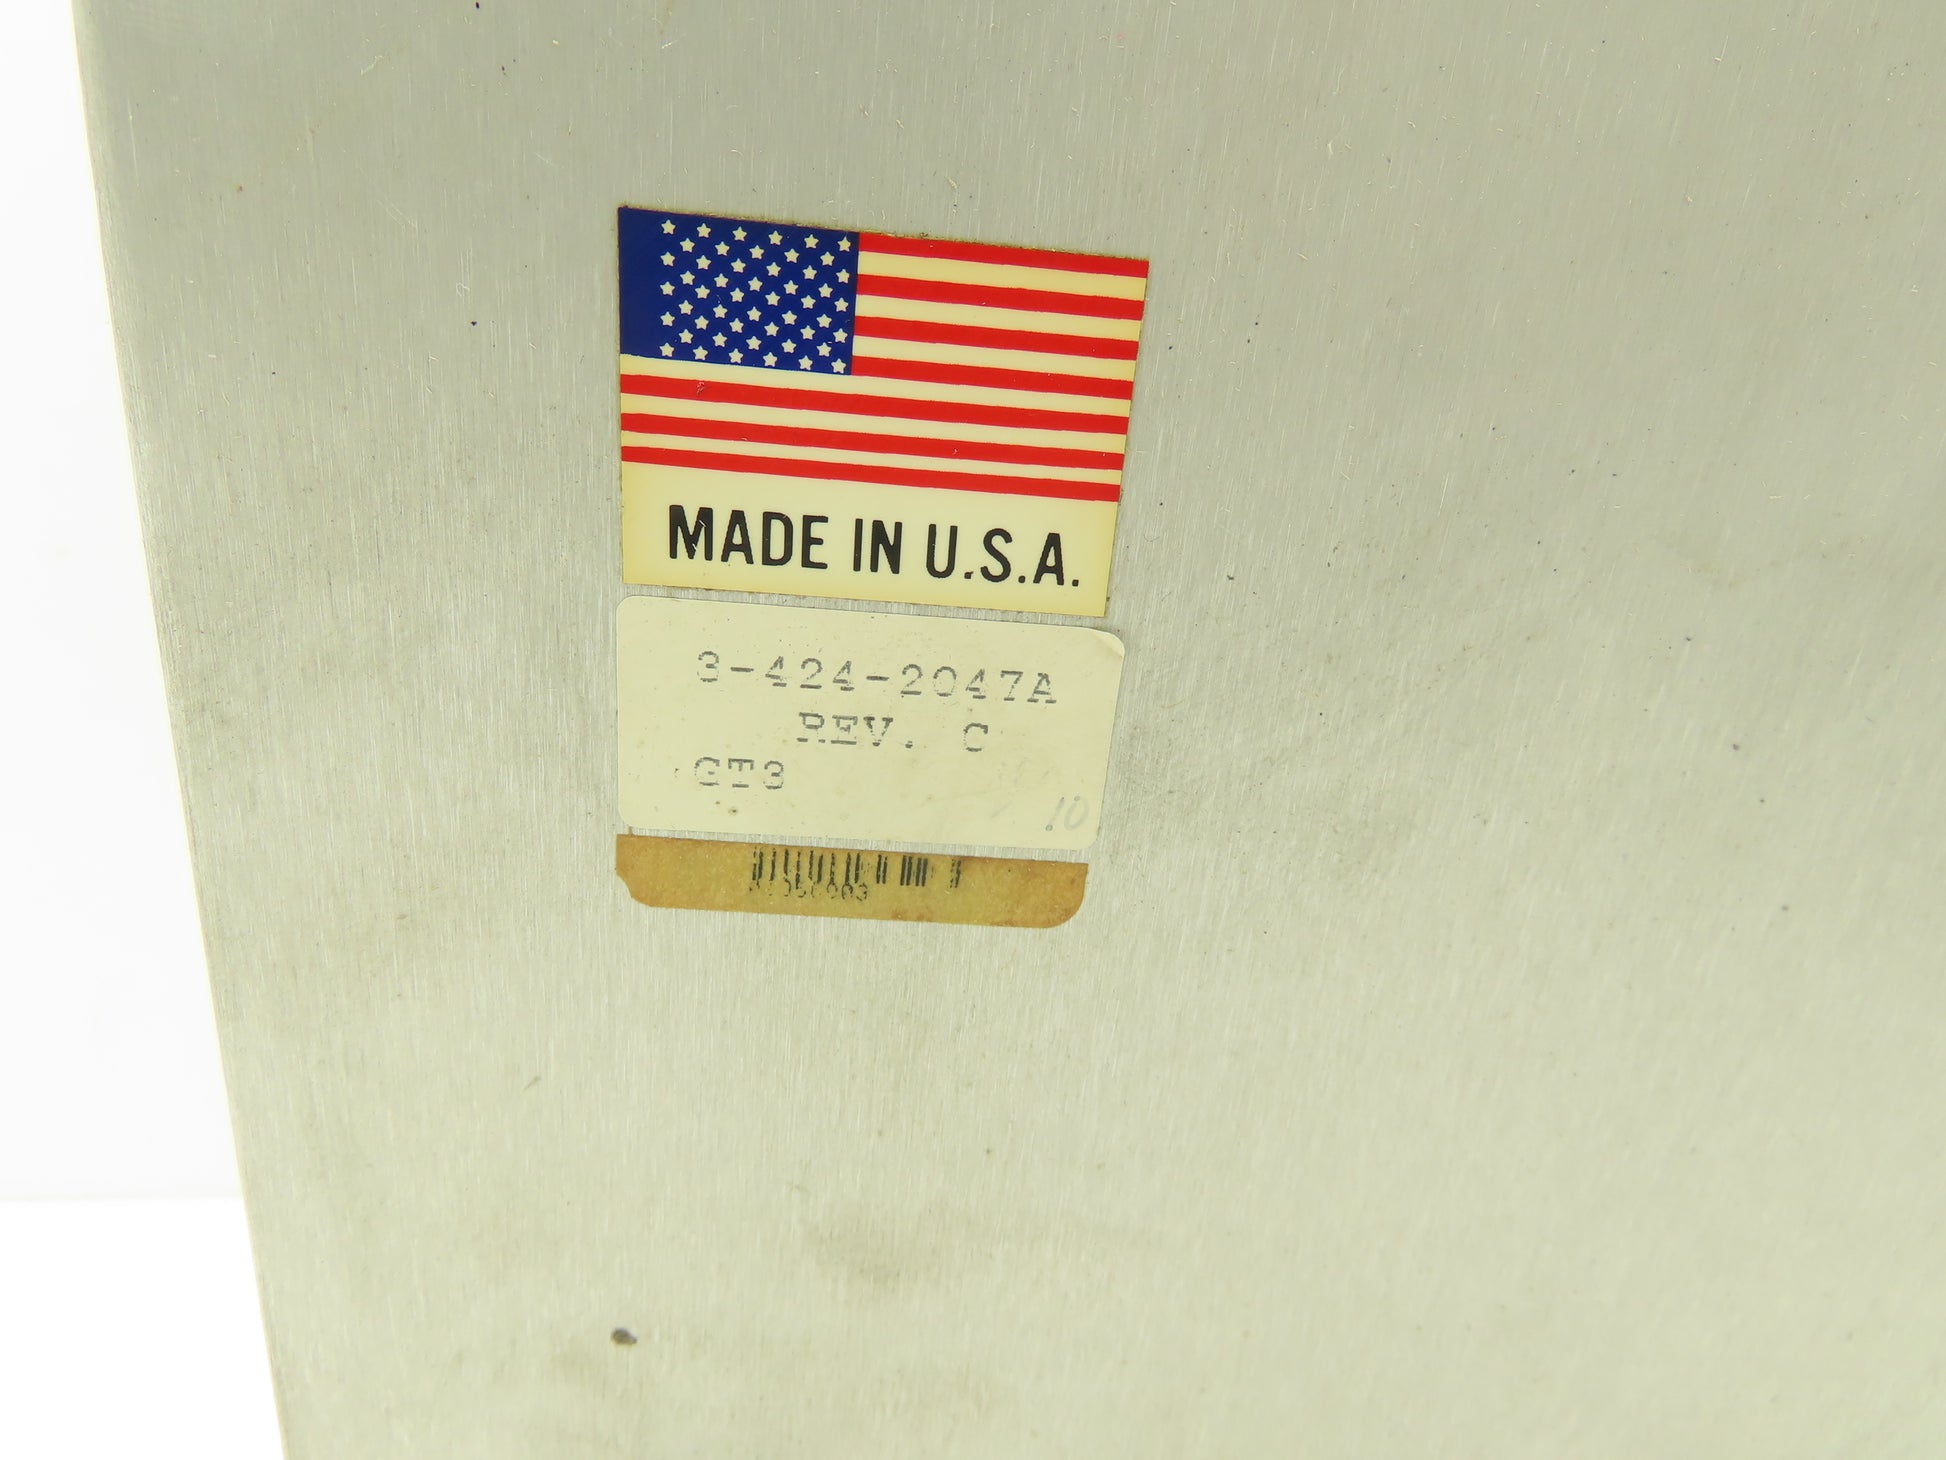 MADE IN U.S.A.
3-424-2047A
REV. C
GT3
.10